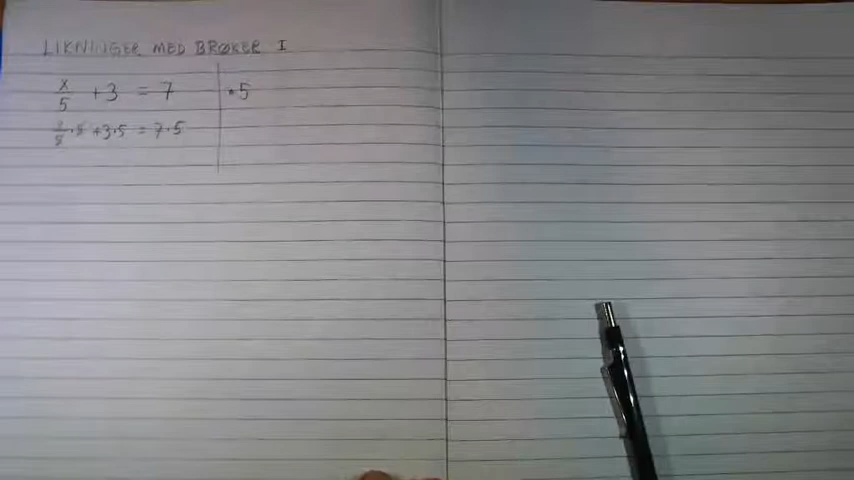 LIKNINGER MED BRØKER I
x/5 + 3 = 7 | •5
x/5 · 5 + 3 · 5 = 7 · 5